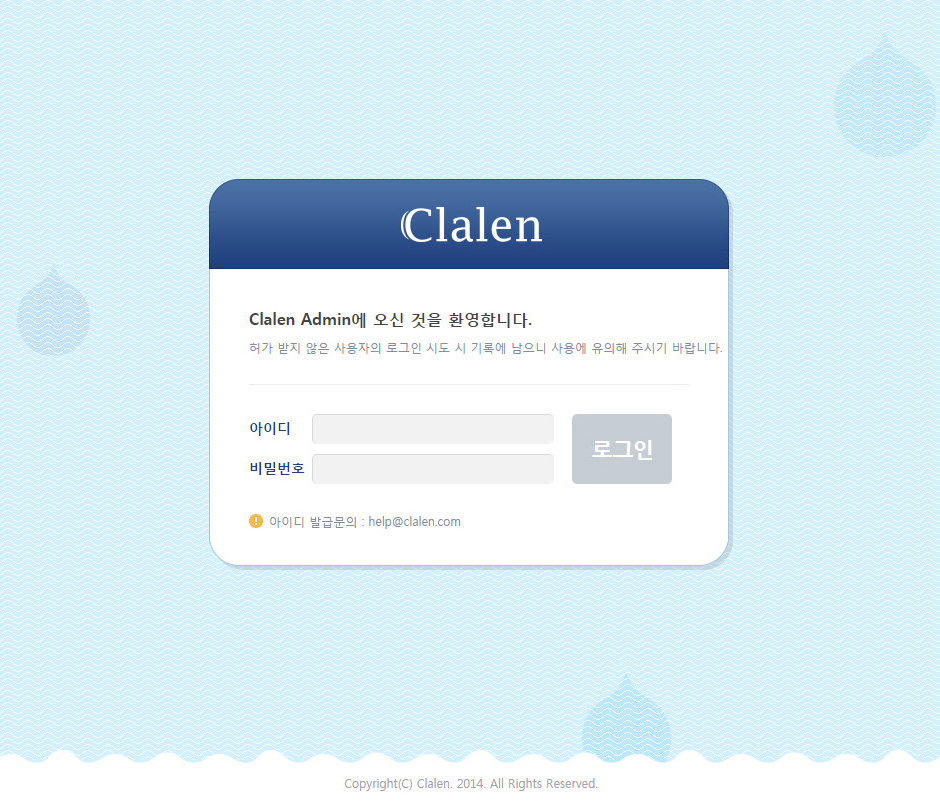 Clalen
Clalen Admin에 오신 것을 환영합니다.
허가 받지 않은 사용자의 로그인 시도 시 기록에 남으니 사용에 유의해 주시기 바랍니다.
아이디
비밀번호
로그인
아이디 발급문의 : help@clalen.com
Copyright(C) Clalen. 2014. All Rights Reserved.